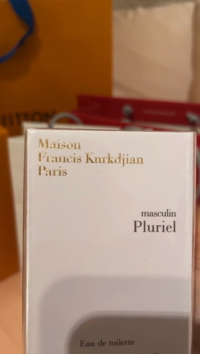 Maison
Francis Kurkdjian
Paris
masculin
Pluriel
Eau de toilette